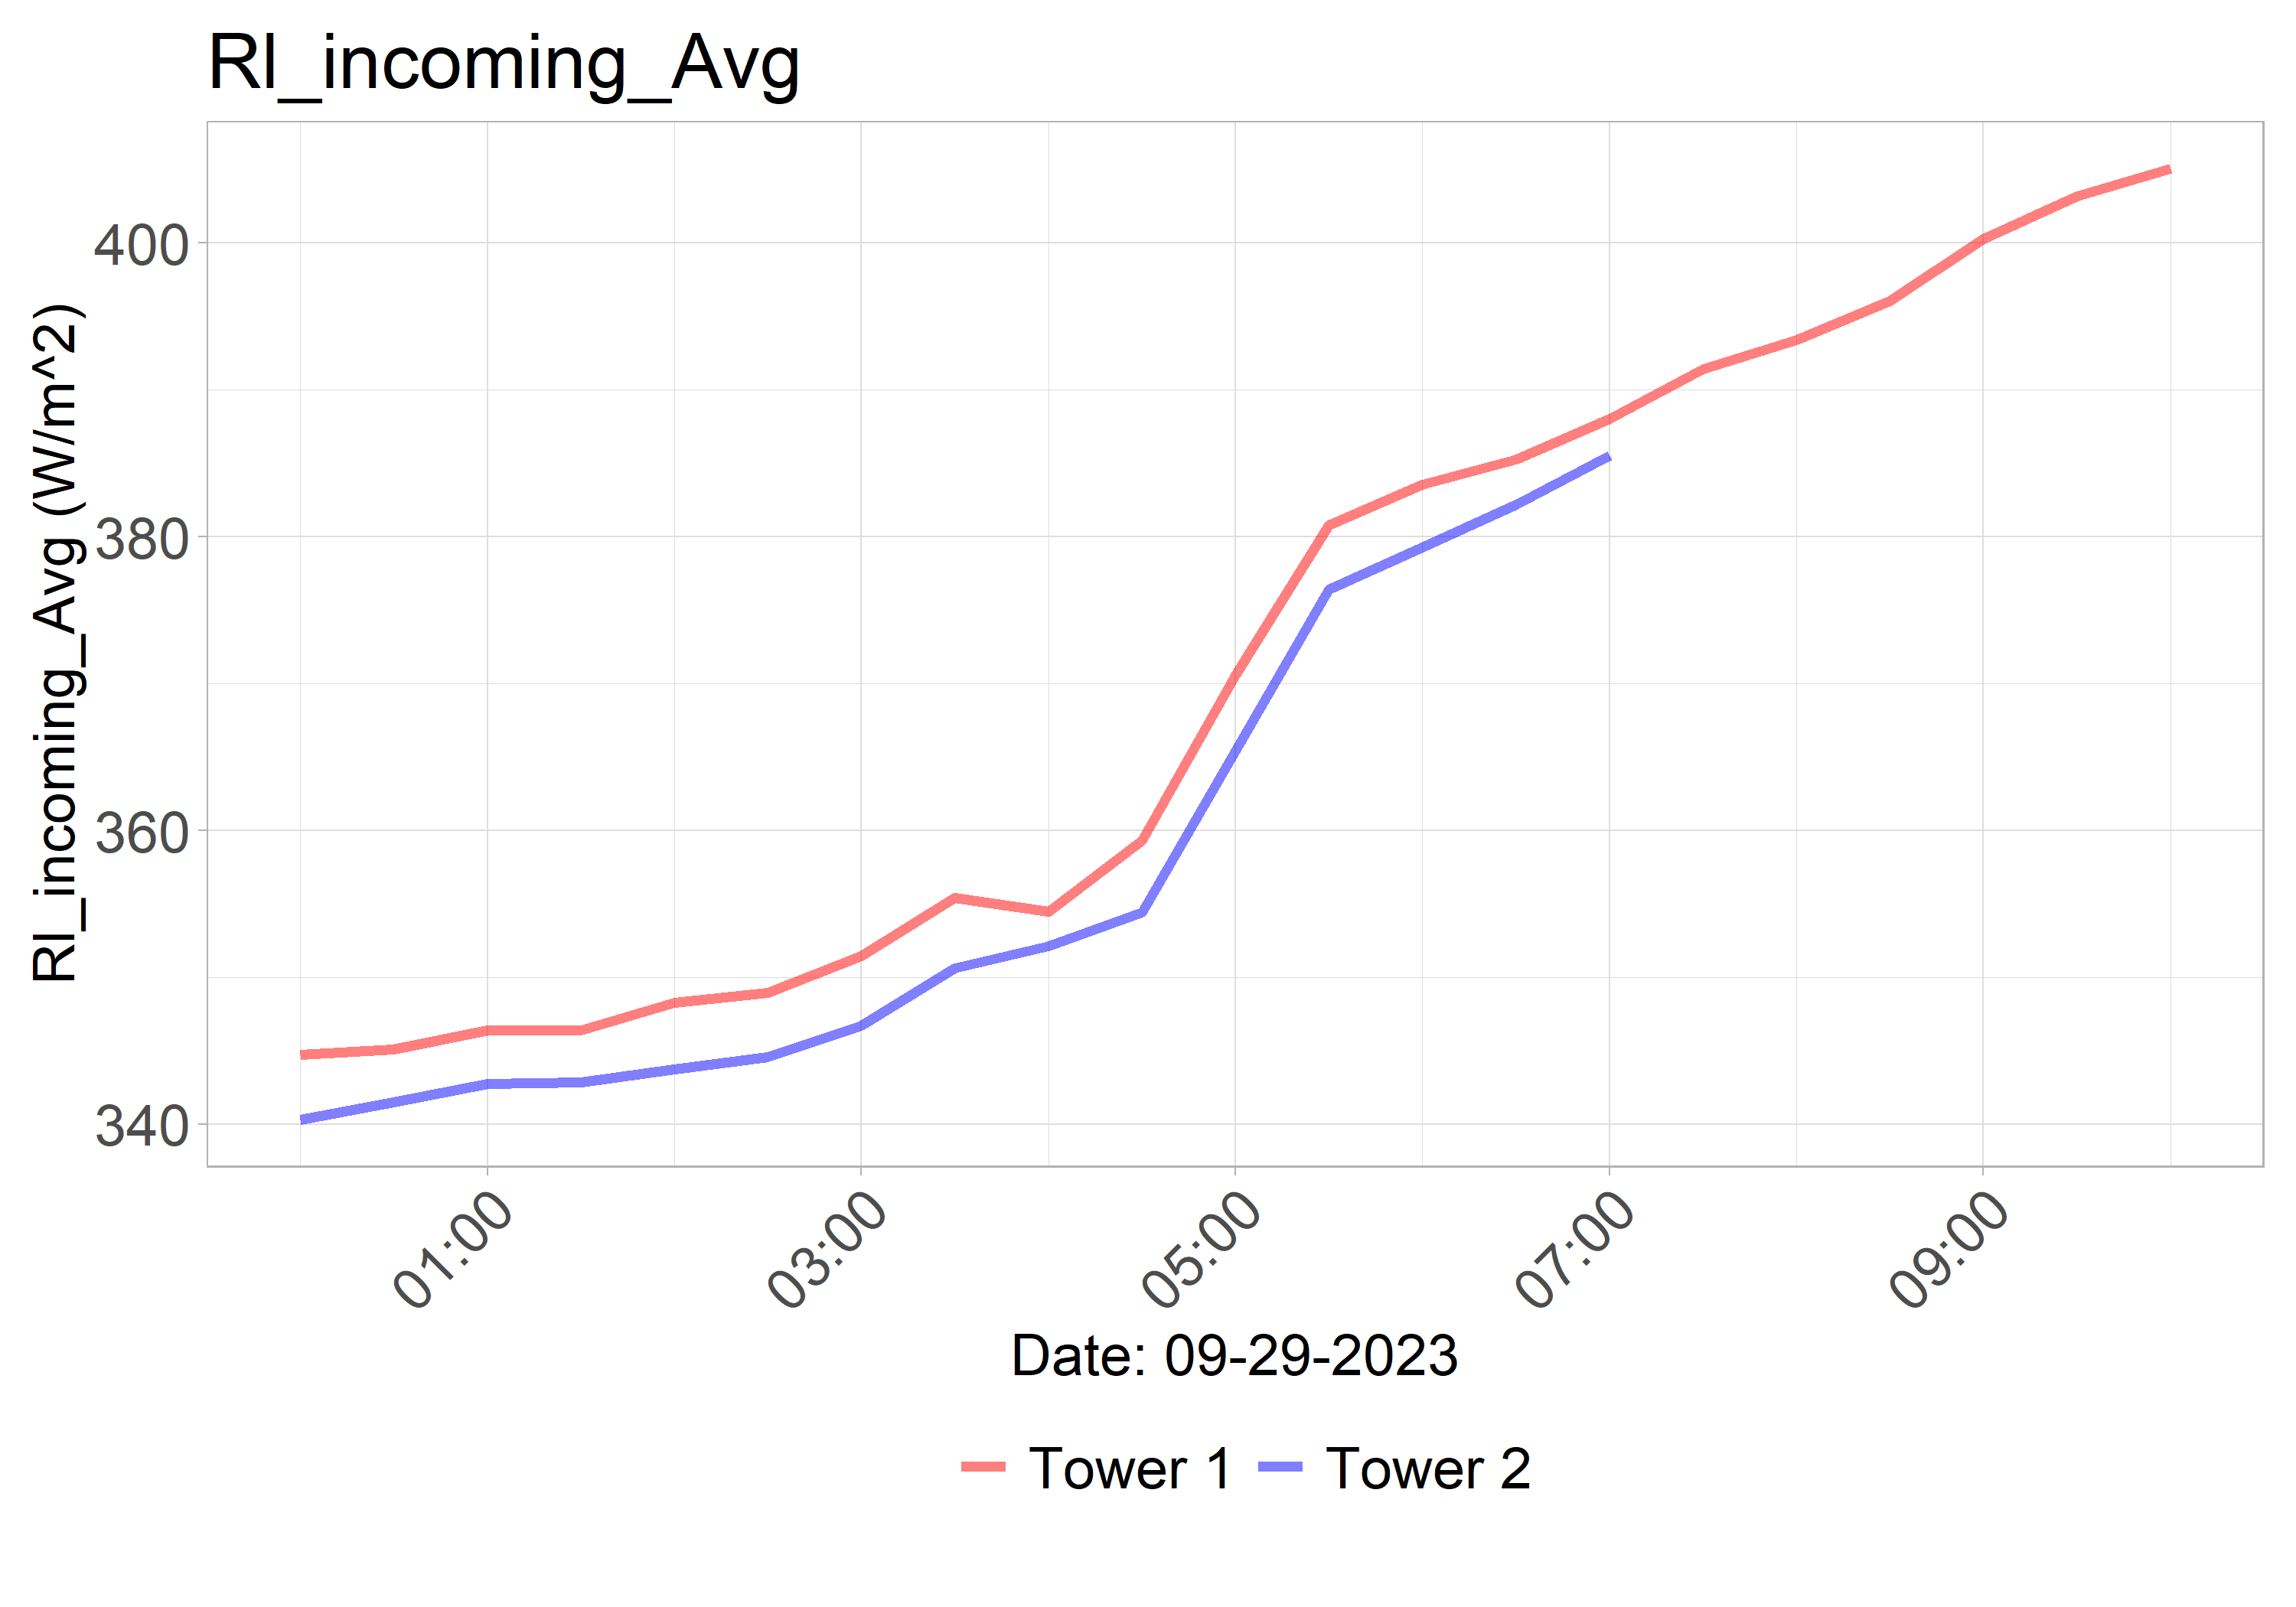 Rl_incoming_Avg
Rl_incoming_Avg (W/m^2)
400
380
360
340
01:00
03:00
05:00
07:00
09:00
Date: 09-29-2023
Tower 1
Tower 2